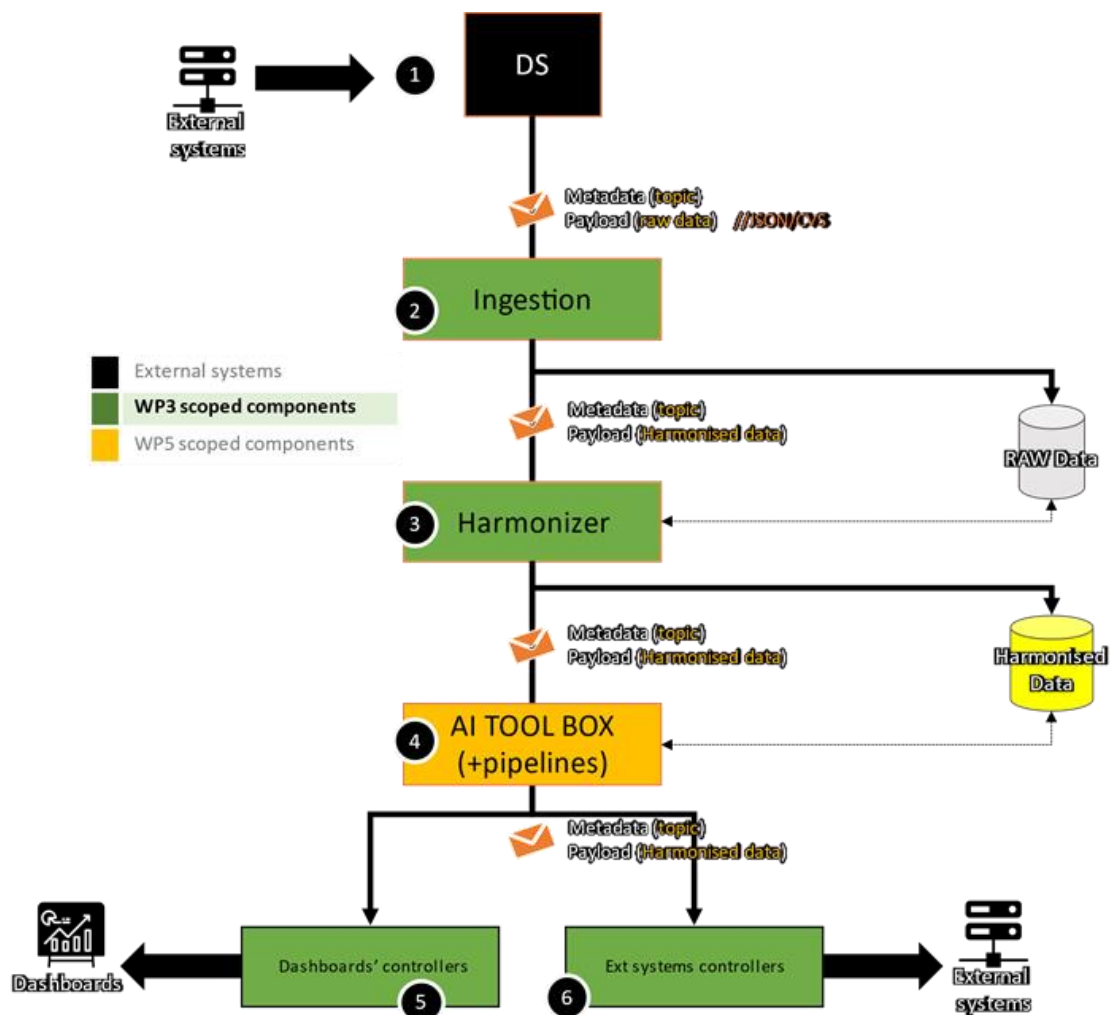 DS
1
External
systems
Metadata (topic)
Payload (raw data) //JSON/CVS
Ingestion
2
External systems
WP3 scoped components
WP5 scoped components
Metadata (topic)
Payload (Harmonised data)
RAW Data
Harmonizer
3
Metadata (topic)
Payload (Harmonised data)
Harmonised
Data
AI TOOL BOX
(+pipelines)
4
Metadata (topic)
Payload (Harmonised data)
Dashboards
Dashboards' controllers
5
Ext systems controllers
6
External
systems